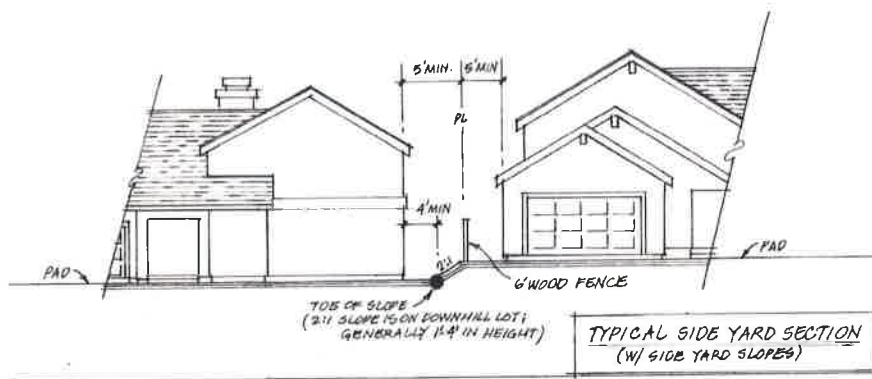 5'MIN. 5'MIN
PL
4'MIN
2:1
PAD
PAD
6'WOOD FENCE
TOE OF SLOPE
(2:1 SLOPE IS ON DOWNHILL LOT;
GENERALLY 1'-4' IN HEIGHT)
TYPICAL SIDE YARD SECTION
(W/ SIDE YARD SLOPES)